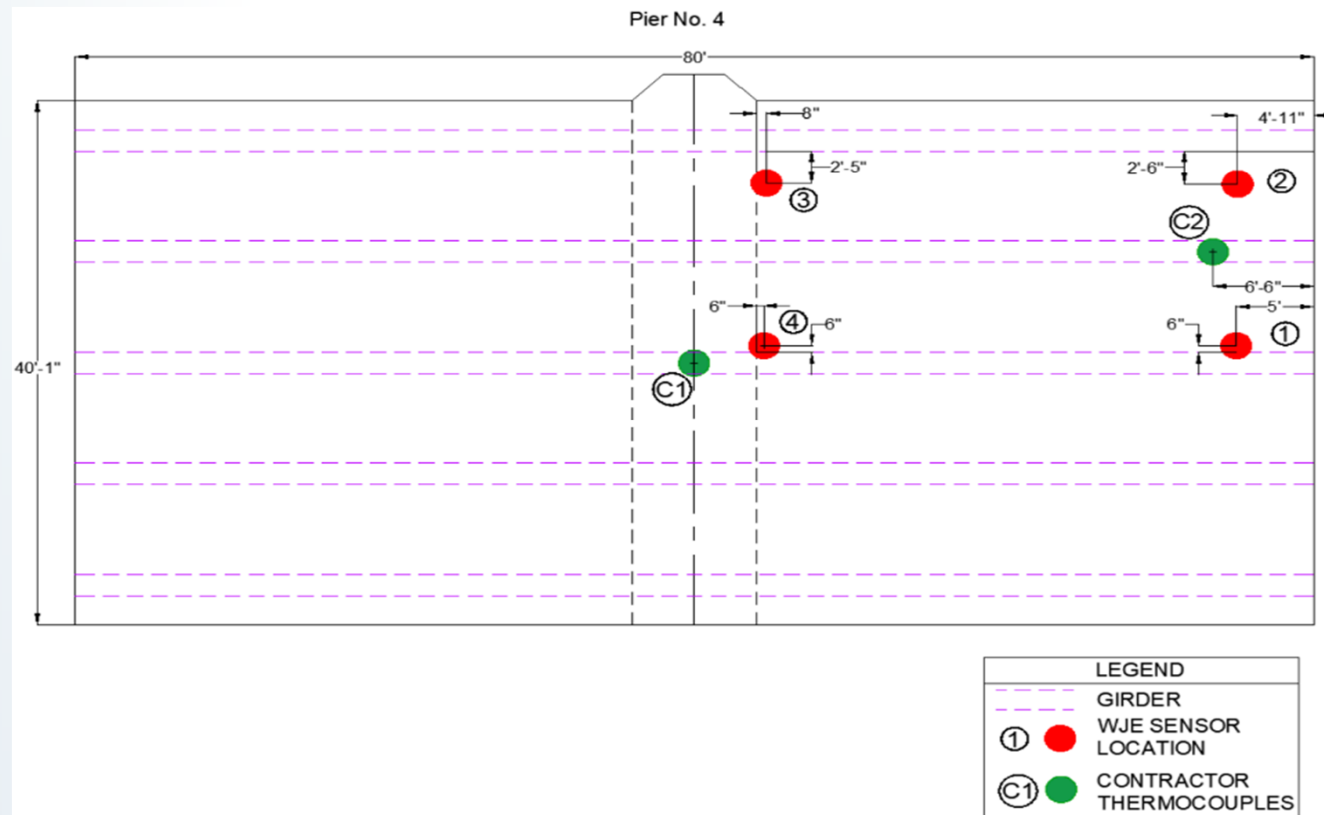 Pier No. 4
80'
8"
4'-11"
2'-5"
2'-6"
3
2
C2
6'-6"
6"
4
6"
5'
6"
1
40'-1"
C1
LEGEND
GIRDER
1 WJE SENSOR
LOCATION
C1 CONTRACTOR
THERMOCOUPLES